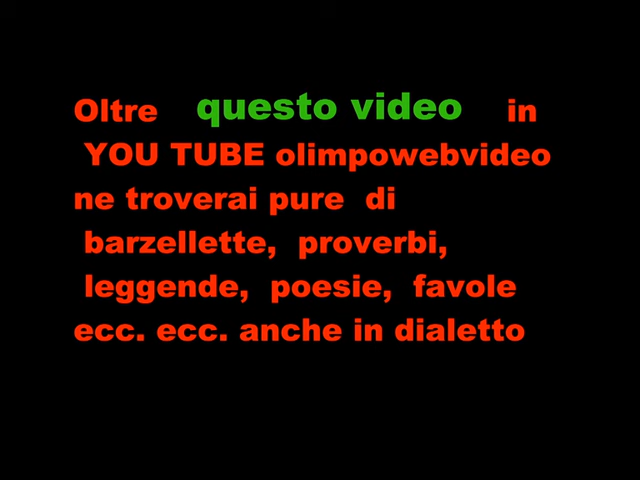 Oltre questo video in
YOU TUBE olimpowebvideo
ne troverai pure di
barzellette, proverbi,
leggende, poesie, favole
ecc. ecc. anche in dialetto